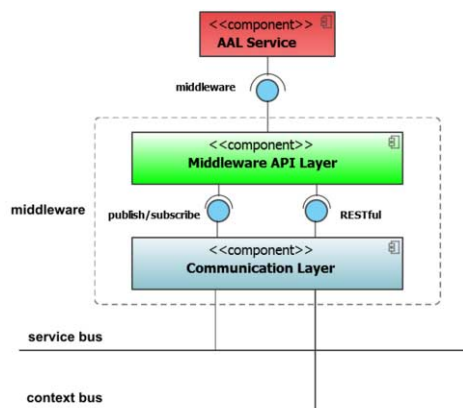 <<component>>
AAL Service
middleware
<<component>>
Middleware API Layer
middleware
publish/subscribe
RESTful
<<component>>
Communication Layer
service bus
context bus